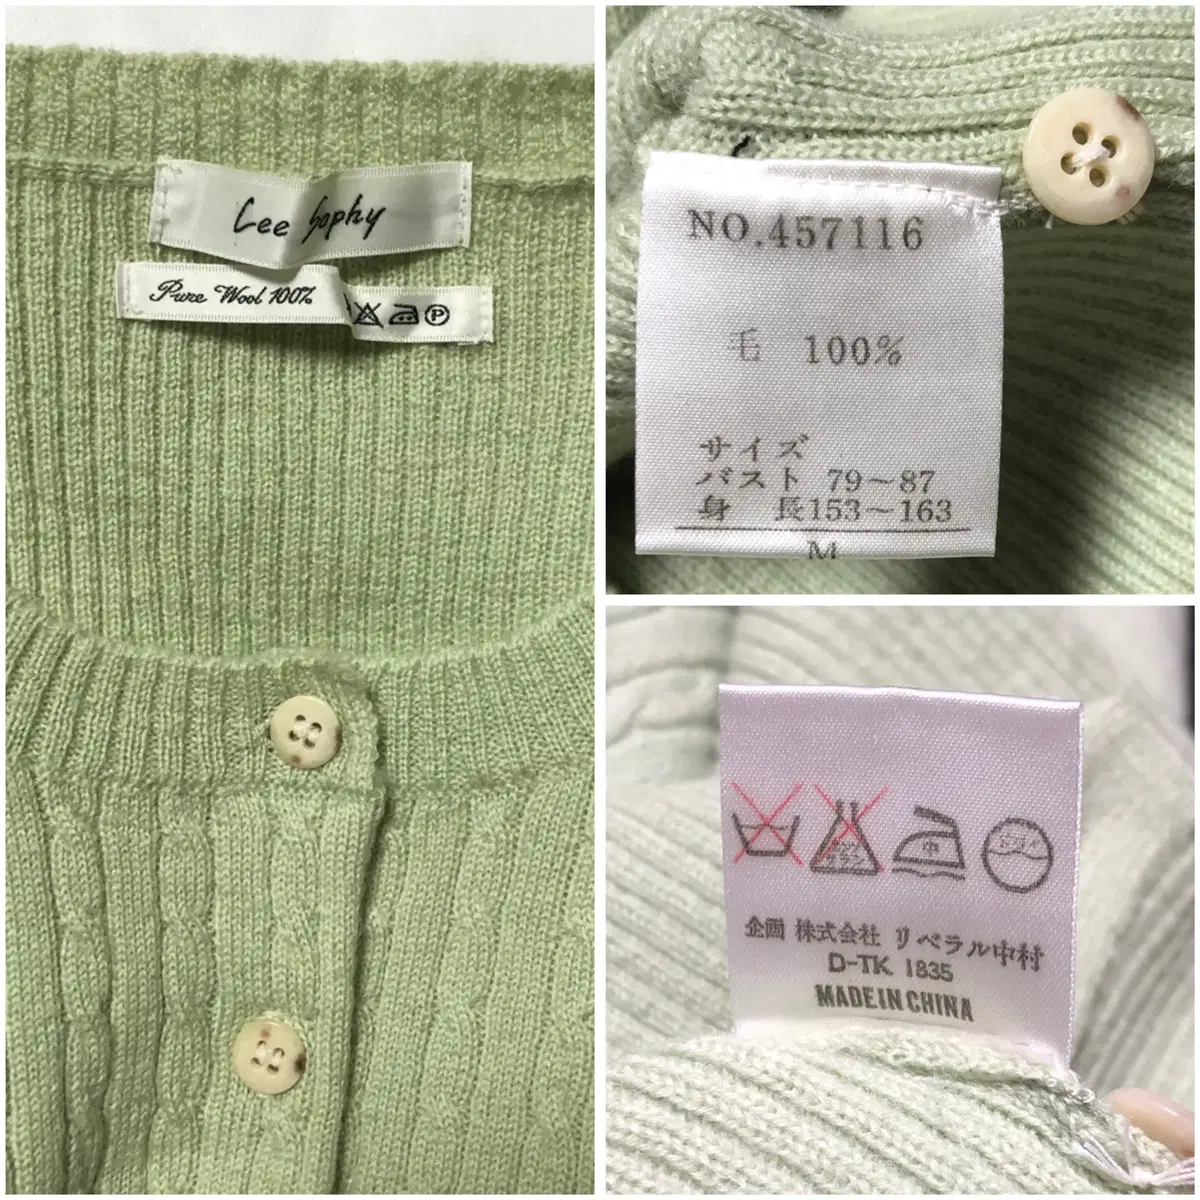 Lee Sophy
Pure Wool 100%
P
NO.457116
毛 100%
サイズ
バスト 79～87
身 長153～163
M
中
企画 株式会社 リベラル中村
D-TK 1835
MADE IN CHINA